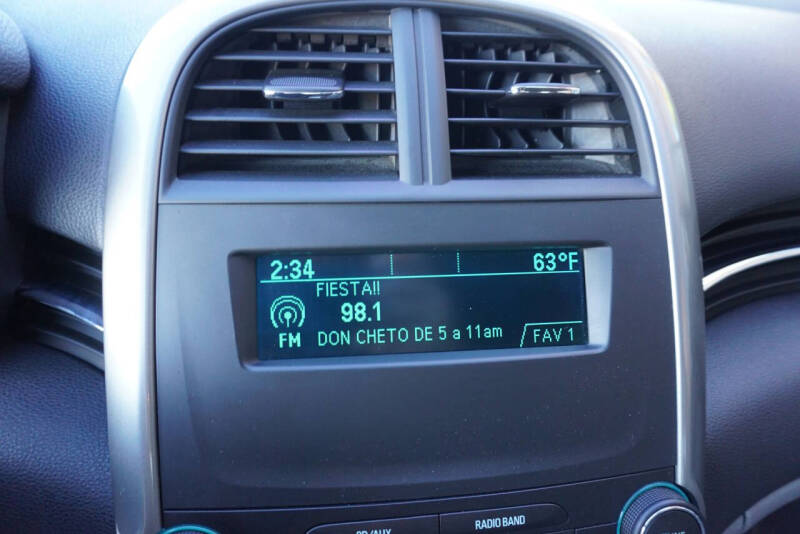 2:34 63°F
FIESTA!!
98.1
FM DON CHETO DE 5 a 11am FAV 1
RADIO BAND